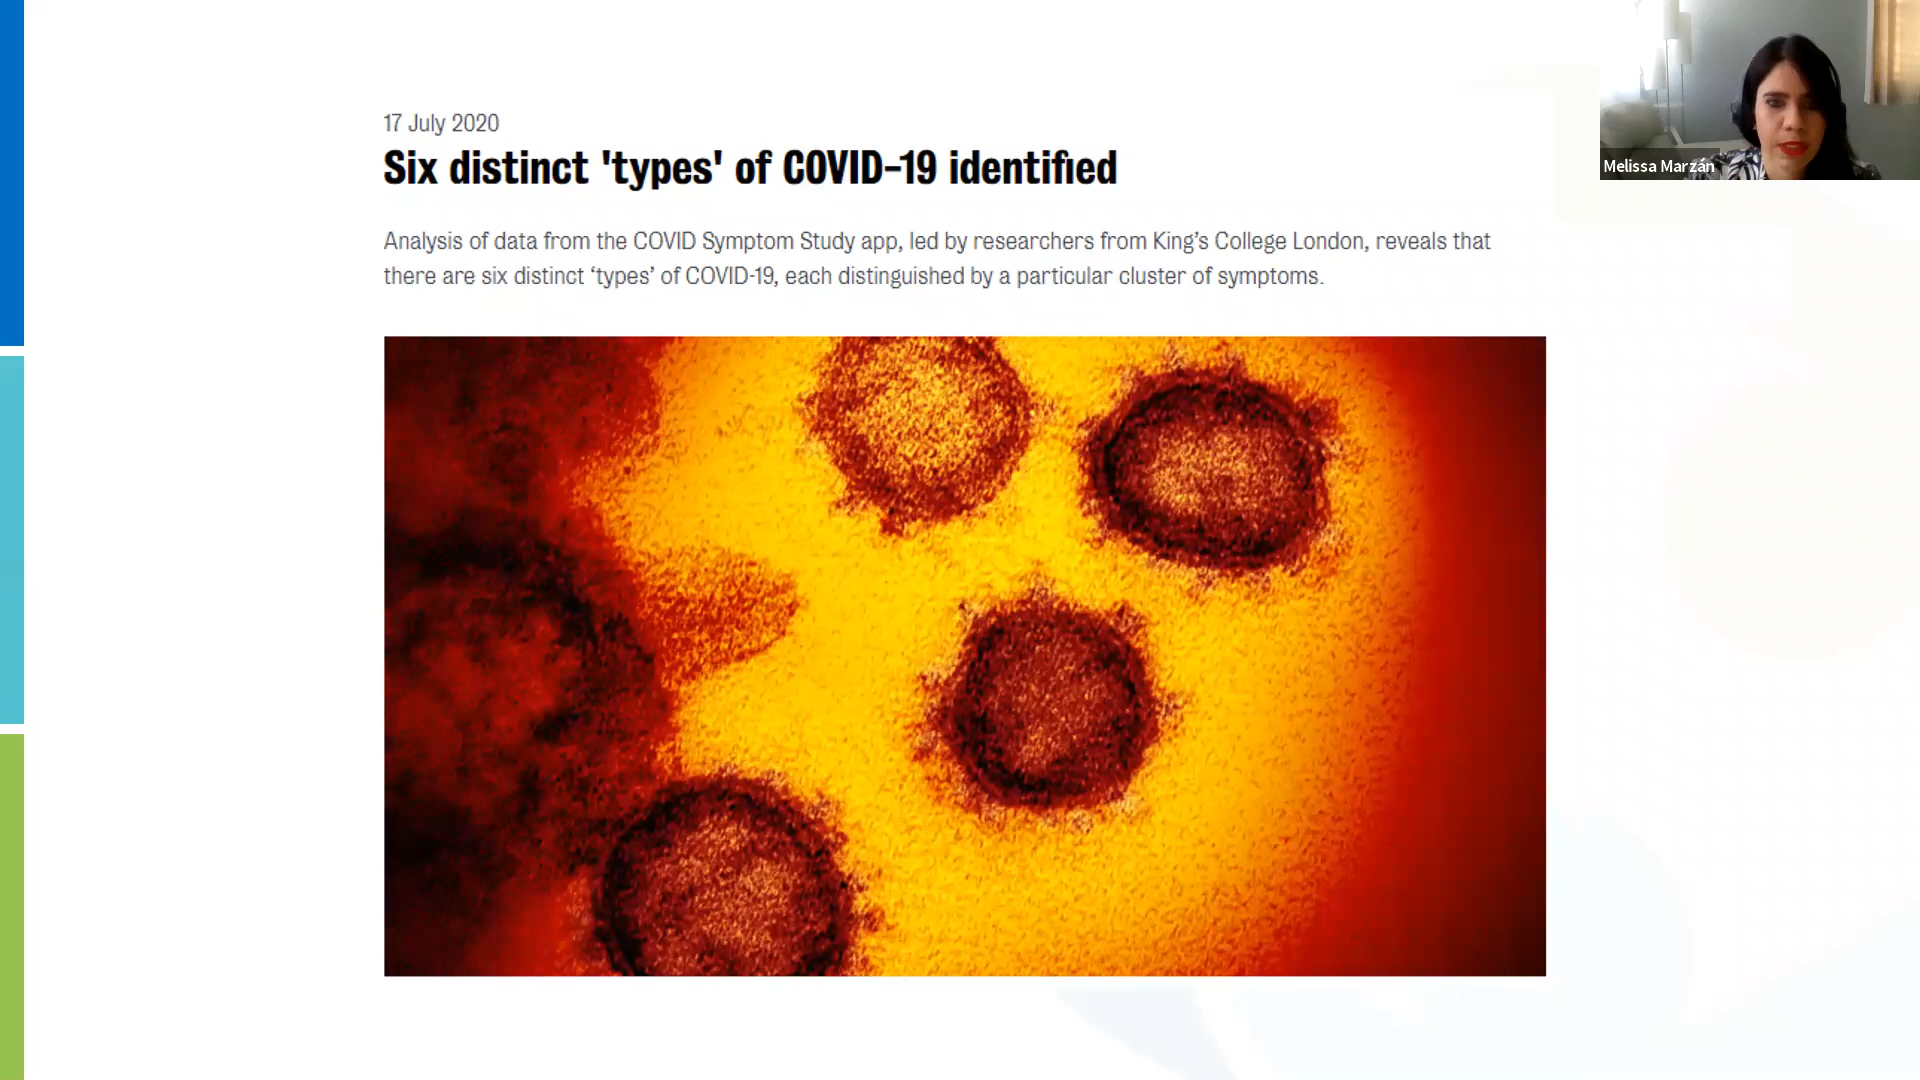 17 July 2020
Six distinct 'types' of COVID-19 identified
Analysis of data from the COVID Symptom Study app, led by researchers from King’s College London, reveals that
there are six distinct ‘types’ of COVID-19, each distinguished by a particular cluster of symptoms.
Melissa Marzán